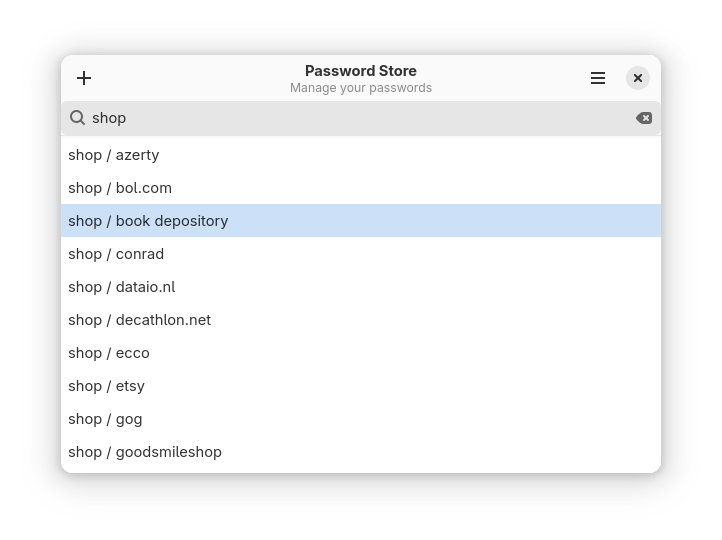 Password Store
Manage your passwords
shop
shop / azerty
shop / bol.com
shop / book depository
shop / conrad
shop / dataio.nl
shop / decathlon.net
shop / ecco
shop / etsy
shop / gog
shop / goodsmileshop